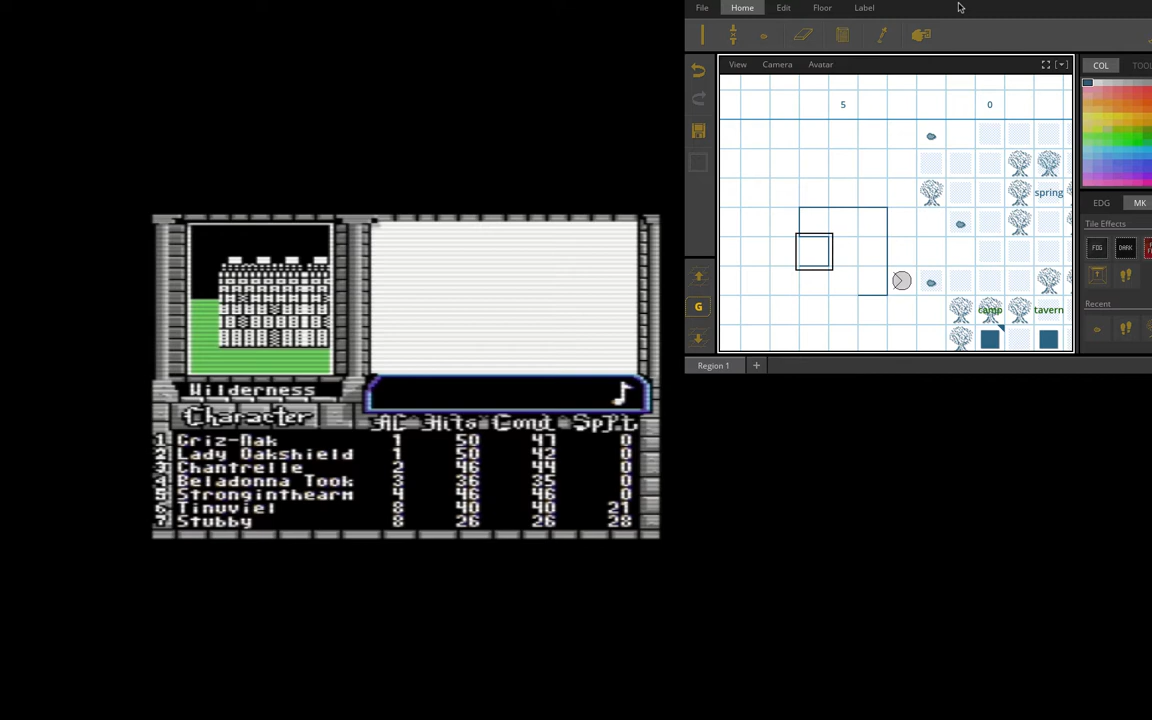 File Home Edit Floor Label
View Camera Avatar
COL TOOL
5 0
spring
EDG MK
Tile Effects
FOG DARK
G
camp tavern
Recent
Region 1 +
Wilderness
Character AC Hits Cond SpPt
1 Griz-Nak 1 50 47 0
2 Lady Oakshield 1 50 42 0
3 Chantrelle 2 46 44 0
4 Beladonna Took 3 36 35 0
5 Stronginthearm 4 46 46 0
6 Tinuviel 8 40 40 21
7 Stubby 8 26 26 28